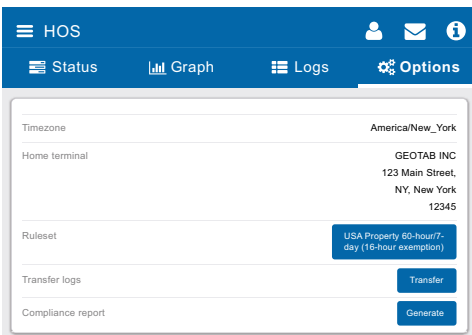 HOS
Status Graph Logs Options
Timezone America/New_York
Home terminal GEOTAB INC
123 Main Street,
NY, New York
12345
Ruleset USA Property 60-hour/7-
day (16-hour exemption)
Transfer logs Transfer
Compliance report Generate